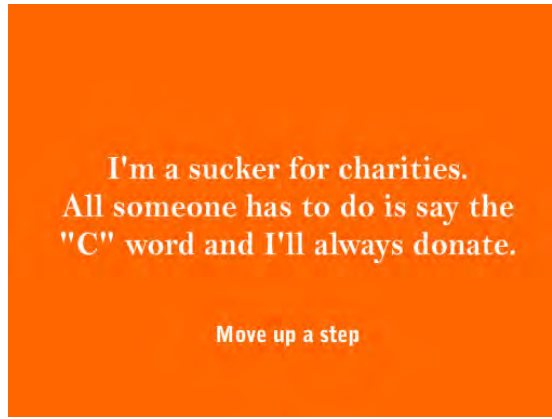 I'm a sucker for charities.
All someone has to do is say the
"C" word and I'll always donate.
Move up a step